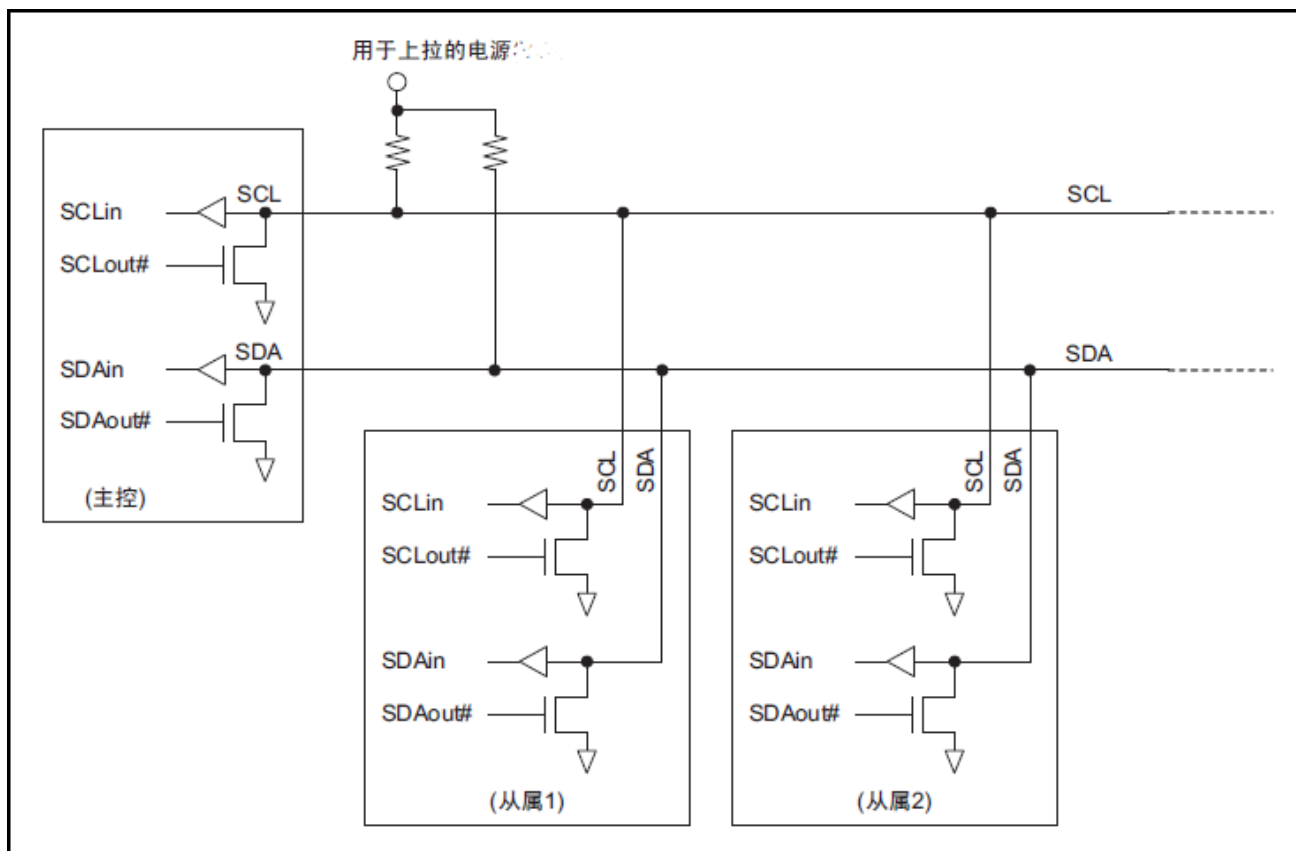 用于上拉的电源
SCL
SCLin
SCLout#
SDA
SDAin
SDAout#
(主控)
SCL
SDA
SCL
SDA
SCLin
SCLout#
SDAin
SDAout#
(从属1)
SCL
SDA
SCLin
SCLout#
SDAin
SDAout#
(从属2)